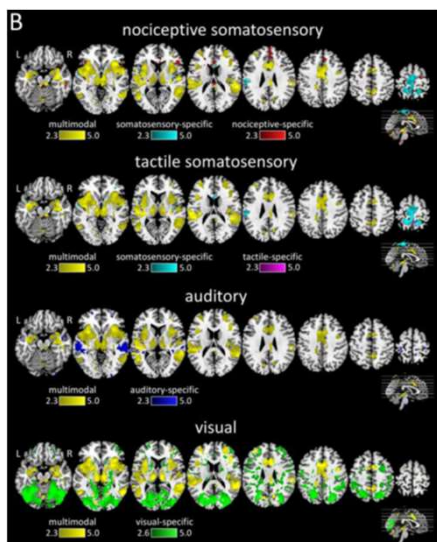 B
nociceptive somatosensory
L R
multimodal somatosensory-specific nociceptive-specific
2.3 5.0 2.3 5.0 2.3 5.0
tactile somatosensory
L R
multimodal somatosensory-specific tactile-specific
2.3 5.0 2.3 5.0 2.3 5.0
auditory
L R
multimodal auditory-specific
2.3 5.0 2.3 5.0
visual
L R
multimodal visual-specific
2.3 5.0 2.6 5.0